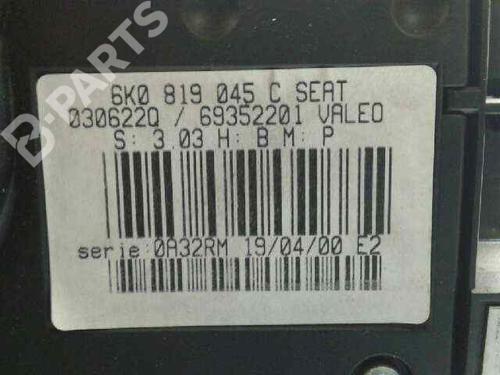 B-PARTS
6K0 819 045 C SEAT
030622Q / 69352201 VALEO
S: 3.03 H: B M: P
serie:0A32RM 19/04/00 E2